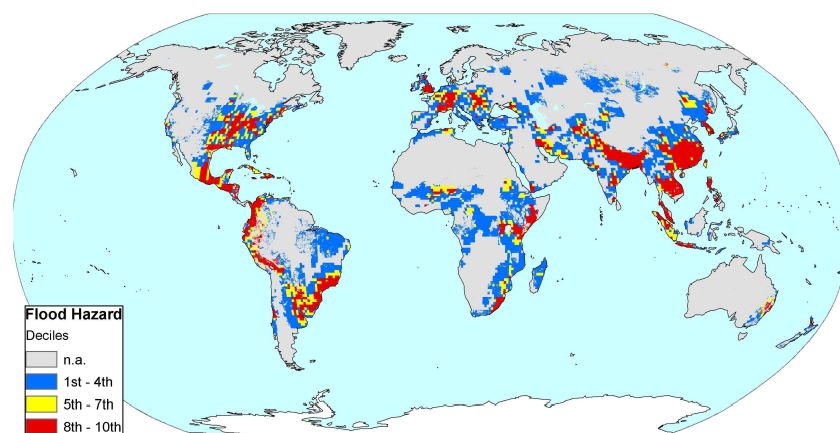 Flood Hazard
Deciles
n.a.
1st - 4th
5th - 7th
8th - 10th